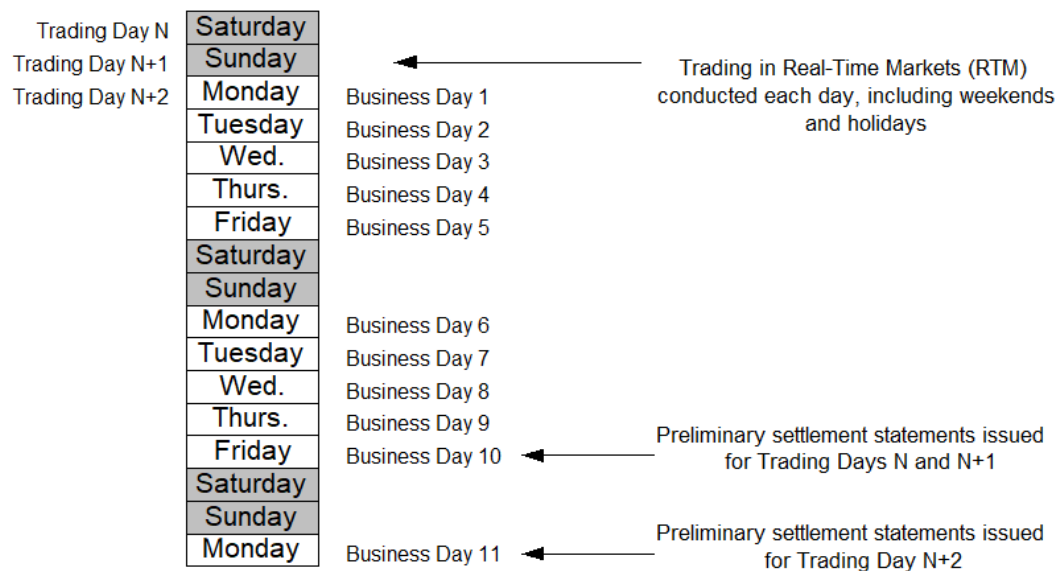 Trading Day N
Saturday
Trading Day N+1
Sunday
Trading in Real-Time Markets (RTM)
conducted each day, including weekends
and holidays
Trading Day N+2
Monday
Business Day 1
Tuesday
Business Day 2
Wed.
Business Day 3
Thurs.
Business Day 4
Friday
Business Day 5
Saturday
Sunday
Monday
Business Day 6
Tuesday
Business Day 7
Wed.
Business Day 8
Thurs.
Business Day 9
Friday
Business Day 10
Preliminary settlement statements issued
for Trading Days N and N+1
Saturday
Sunday
Monday
Business Day 11
Preliminary settlement statements issued
for Trading Day N+2